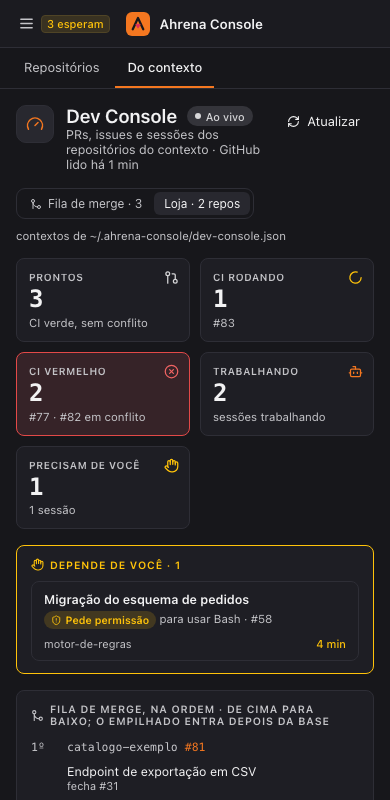 3 esperam
Ahrena Console
Repositórios
Do contexto
Dev Console
Ao vivo
PRs, issues e sessões dos
repositórios do contexto · GitHub
lido há 1 min
Atualizar
Fila de merge · 3
Loja · 2 repos
contextos de ~/.ahrena-console/dev-console.json
PRONTOS
3
CI verde, sem conflito
CI RODANDO
1
#83
CI VERMELHO
2
#77 · #82 em conflito
TRABALHANDO
2
sessões trabalhando
PRECISAM DE VOCÊ
1
1 sessão
DEPENDE DE VOCÊ · 1
Migração do esquema de pedidos
Pede permissão para usar Bash · #58
motor-de-regras
4 min
FILA DE MERGE, NA ORDEM · DE CIMA PARA
BAIXO; O EMPILHADO ENTRA DEPOIS DA BASE
1º
catalogo-exemplo #81
Endpoint de exportação em CSV
fecha #31